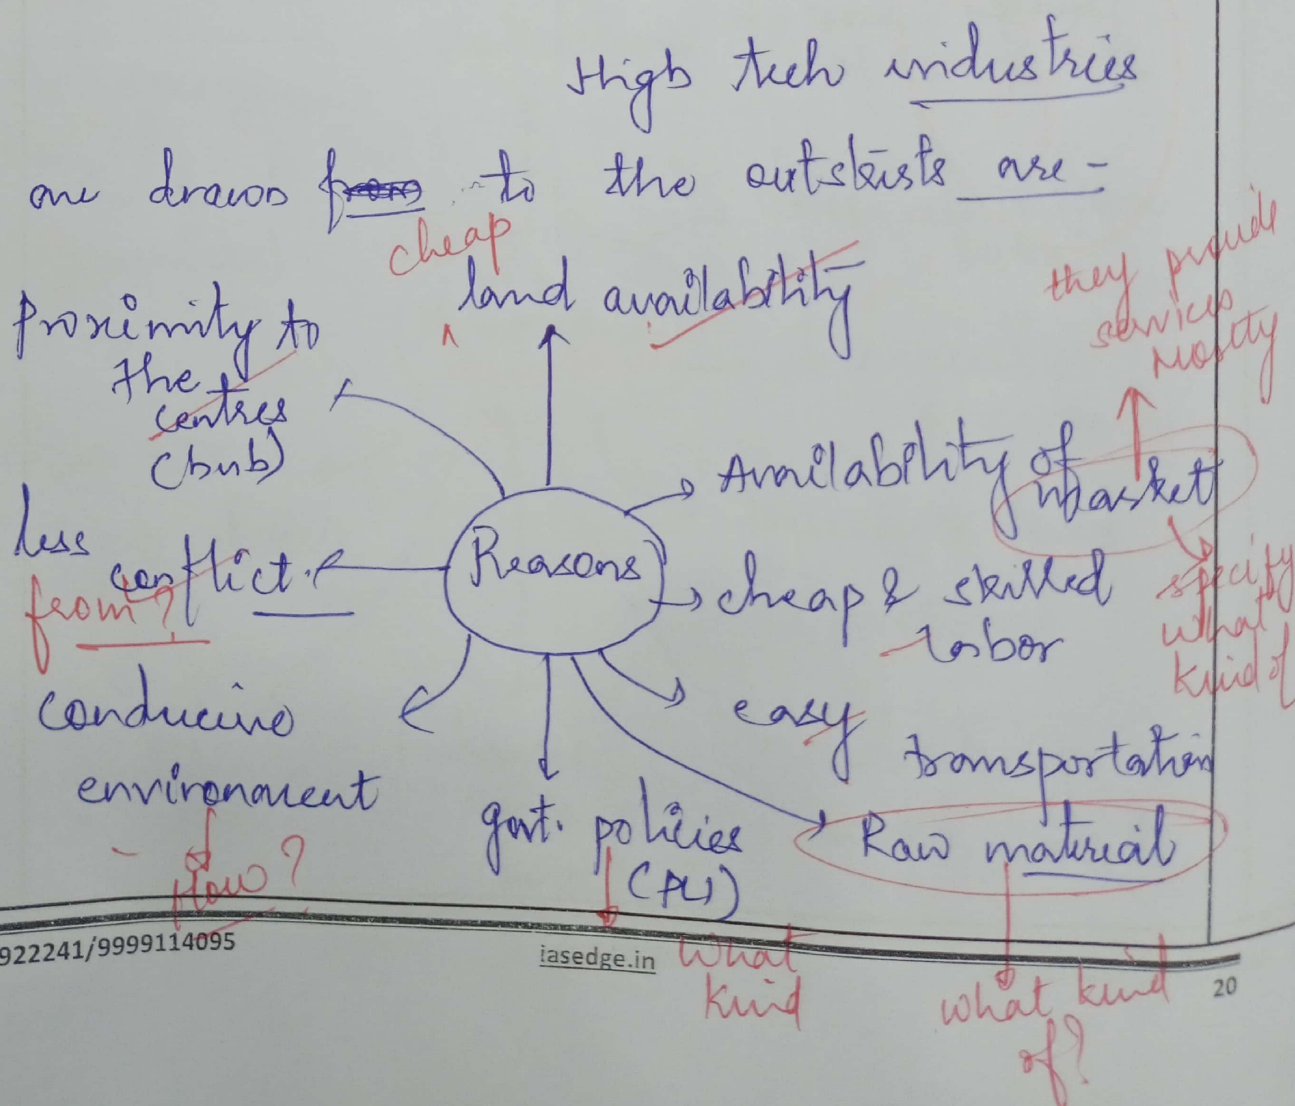 High tech industries
are drawn from to the outskirts are -
cheap
land availability
they provide
services
mostly
Proximity to
the
centres
(hub)
Availability of
market
specify
what
kind of
less
conflict.
from?
Reasons
cheap & skilled
labor
easy
transportation
conducive
environment
How?
govt. policies
(PLI)
what
kind
Raw material
what kind
of?
922241/9999114095
iasedge.in
20